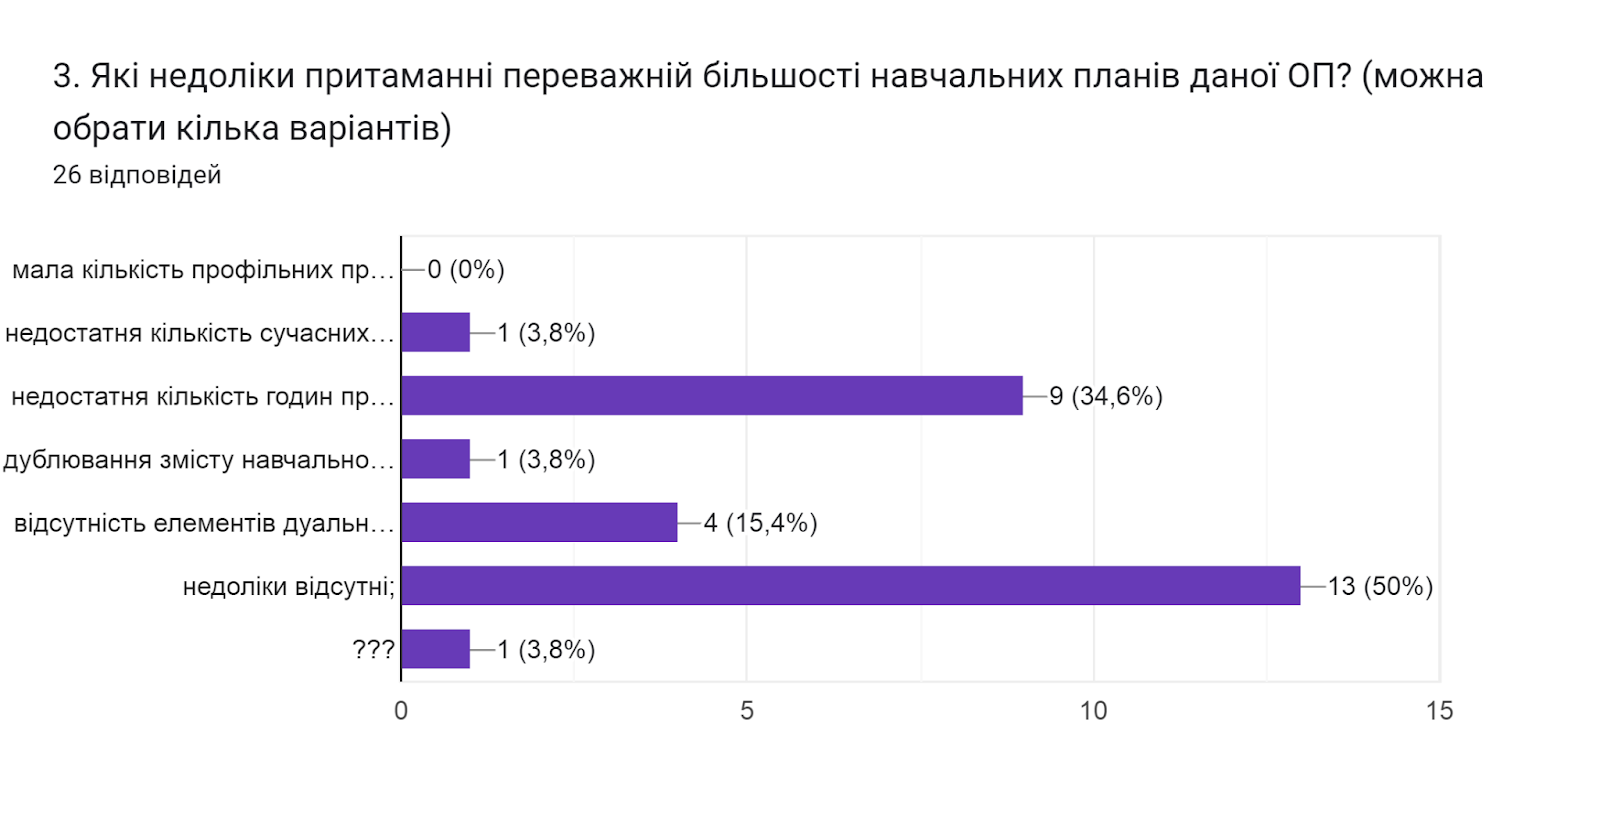 3. Які недоліки притаманні переважній більшості навчальних планів даної ОП? (можна
обрати кілька варіантів)
26 відповідей
мала кількість профільних пр… 0 (0%)
недостатня кількість сучасних… 1 (3,8%)
недостатня кількість годин пр… 9 (34,6%)
дублювання змісту навчально… 1 (3,8%)
відсутність елементів дуальн… 4 (15,4%)
недоліки відсутні; 13 (50%)
??? 1 (3,8%)
0 5 10 15